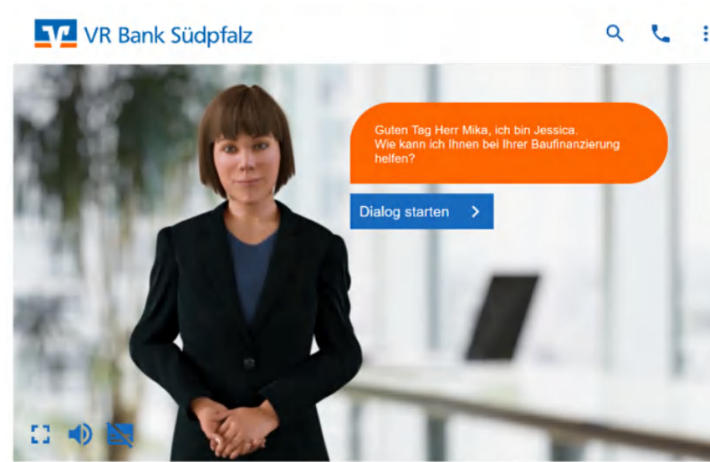 VR Bank Südpfalz
Guten Tag Herr Mika, ich bin Jessica.
Wie kann ich Ihnen bei Ihrer Baufinanzierung
helfen?
Dialog starten